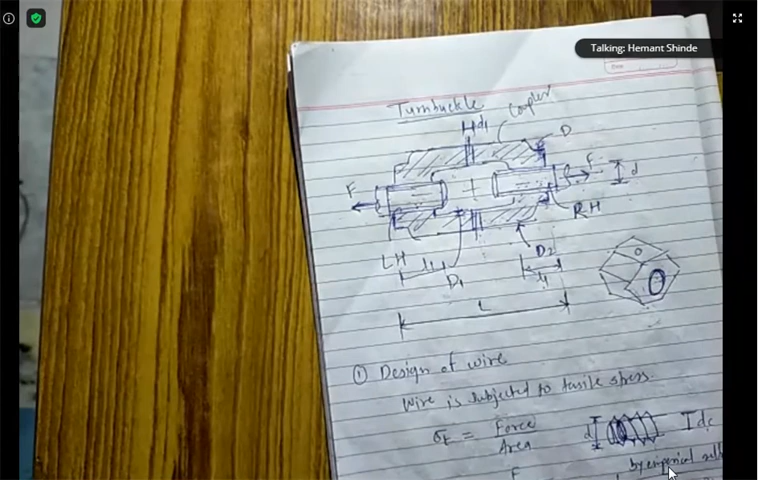 Talking: Hemant Shinde
Turnbuckle
Coupler
Hd1
D
F
F
d
RH
LH
D1
D2
L
① Design of wire
Wire is subjected to tensile stress.
σt = Force
Area
d
dc
by empirical
F